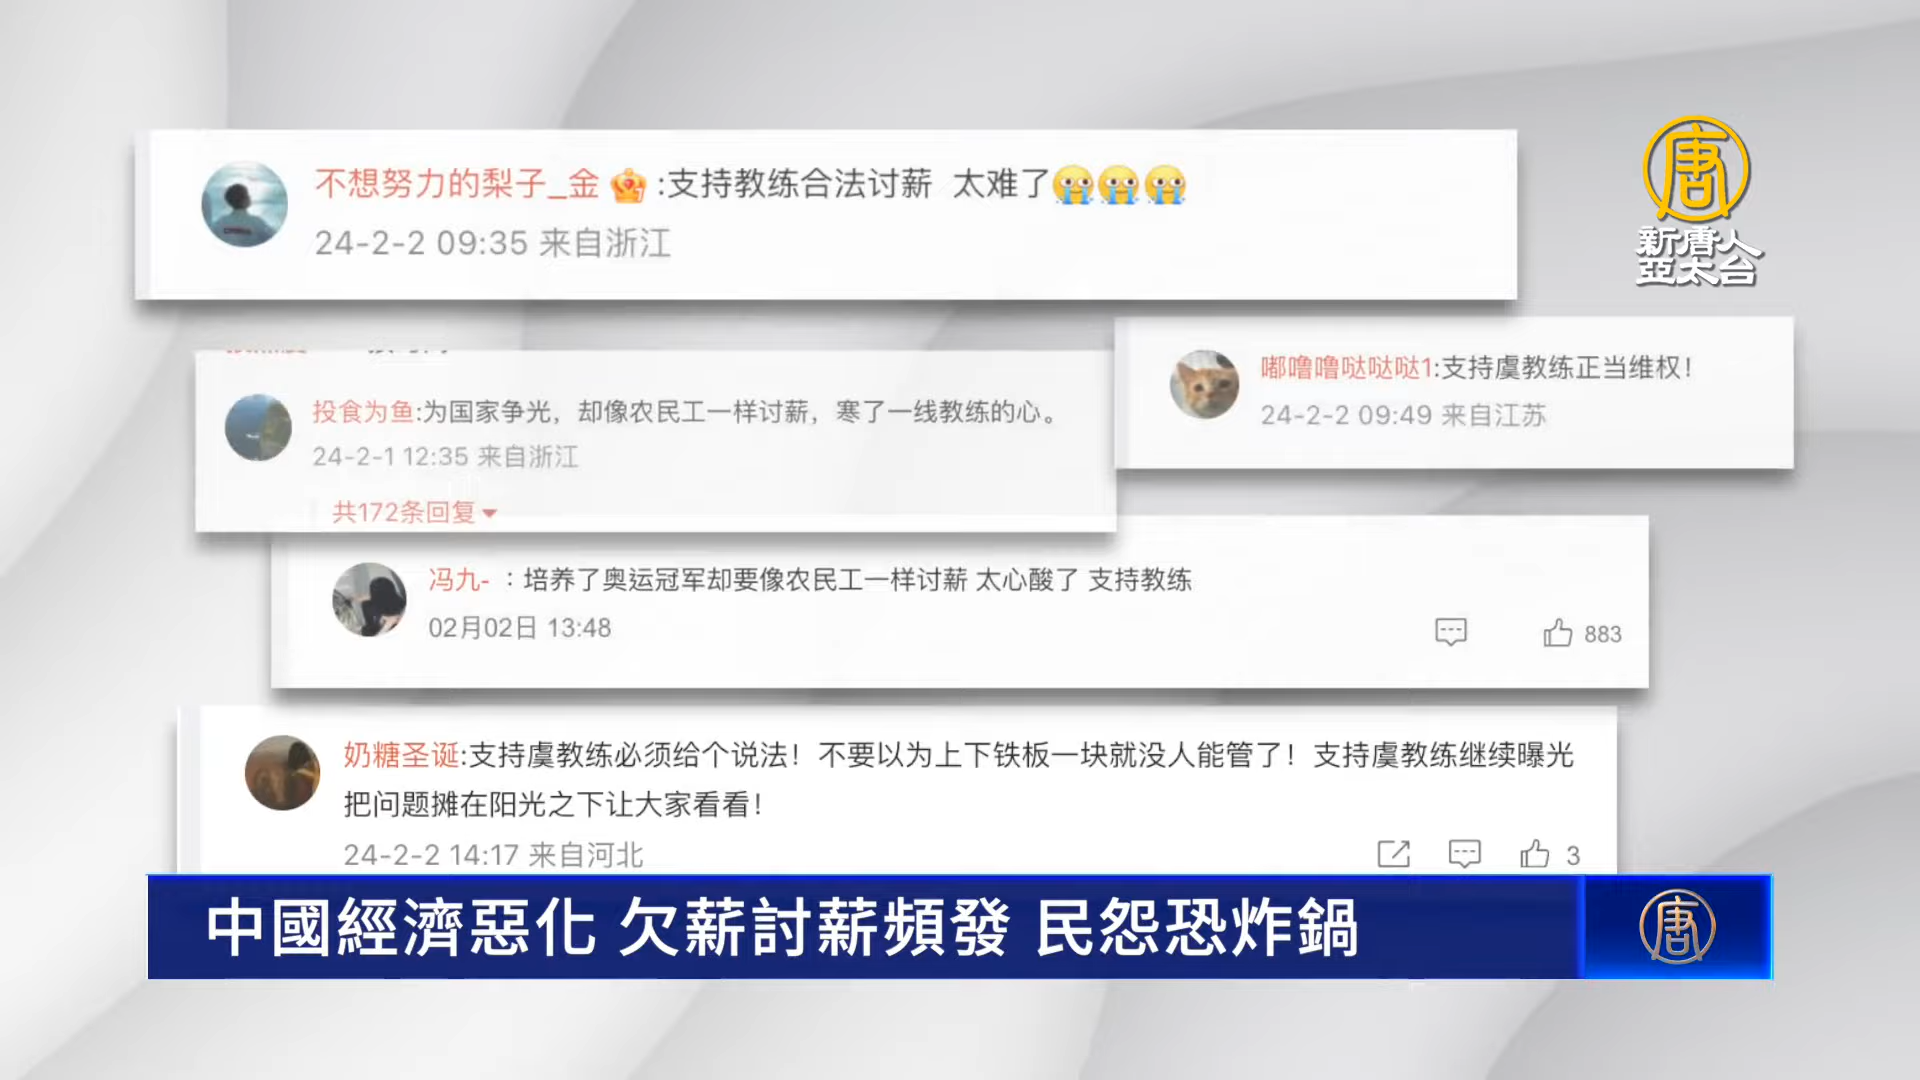 不想努力的梨子_金 :支持教练合法讨薪 太难了😭😭😭
24-2-2 09:35 来自浙江
唐
新唐人
亞太台
嘟噜噜哒哒哒1:支持虞教练正当维权！
24-2-2 09:49 来自江苏
投食为鱼:为国家争光，却像农民工一样讨薪，寒了一线教练的心。
24-2-1 12:35 来自浙江
共172条回复
冯九- ：培养了奥运冠军却要像农民工一样讨薪 太心酸了 支持教练
02月02日 13:48
883
奶糖圣诞:支持虞教练必须给个说法！不要以为上下铁板一块就没人能管了！支持虞教练继续曝光
把问题摊在阳光之下让大家看看！
24-2-2 14:17 来自河北
3
中國經濟惡化 欠薪討薪頻發 民怨恐炸鍋
唐